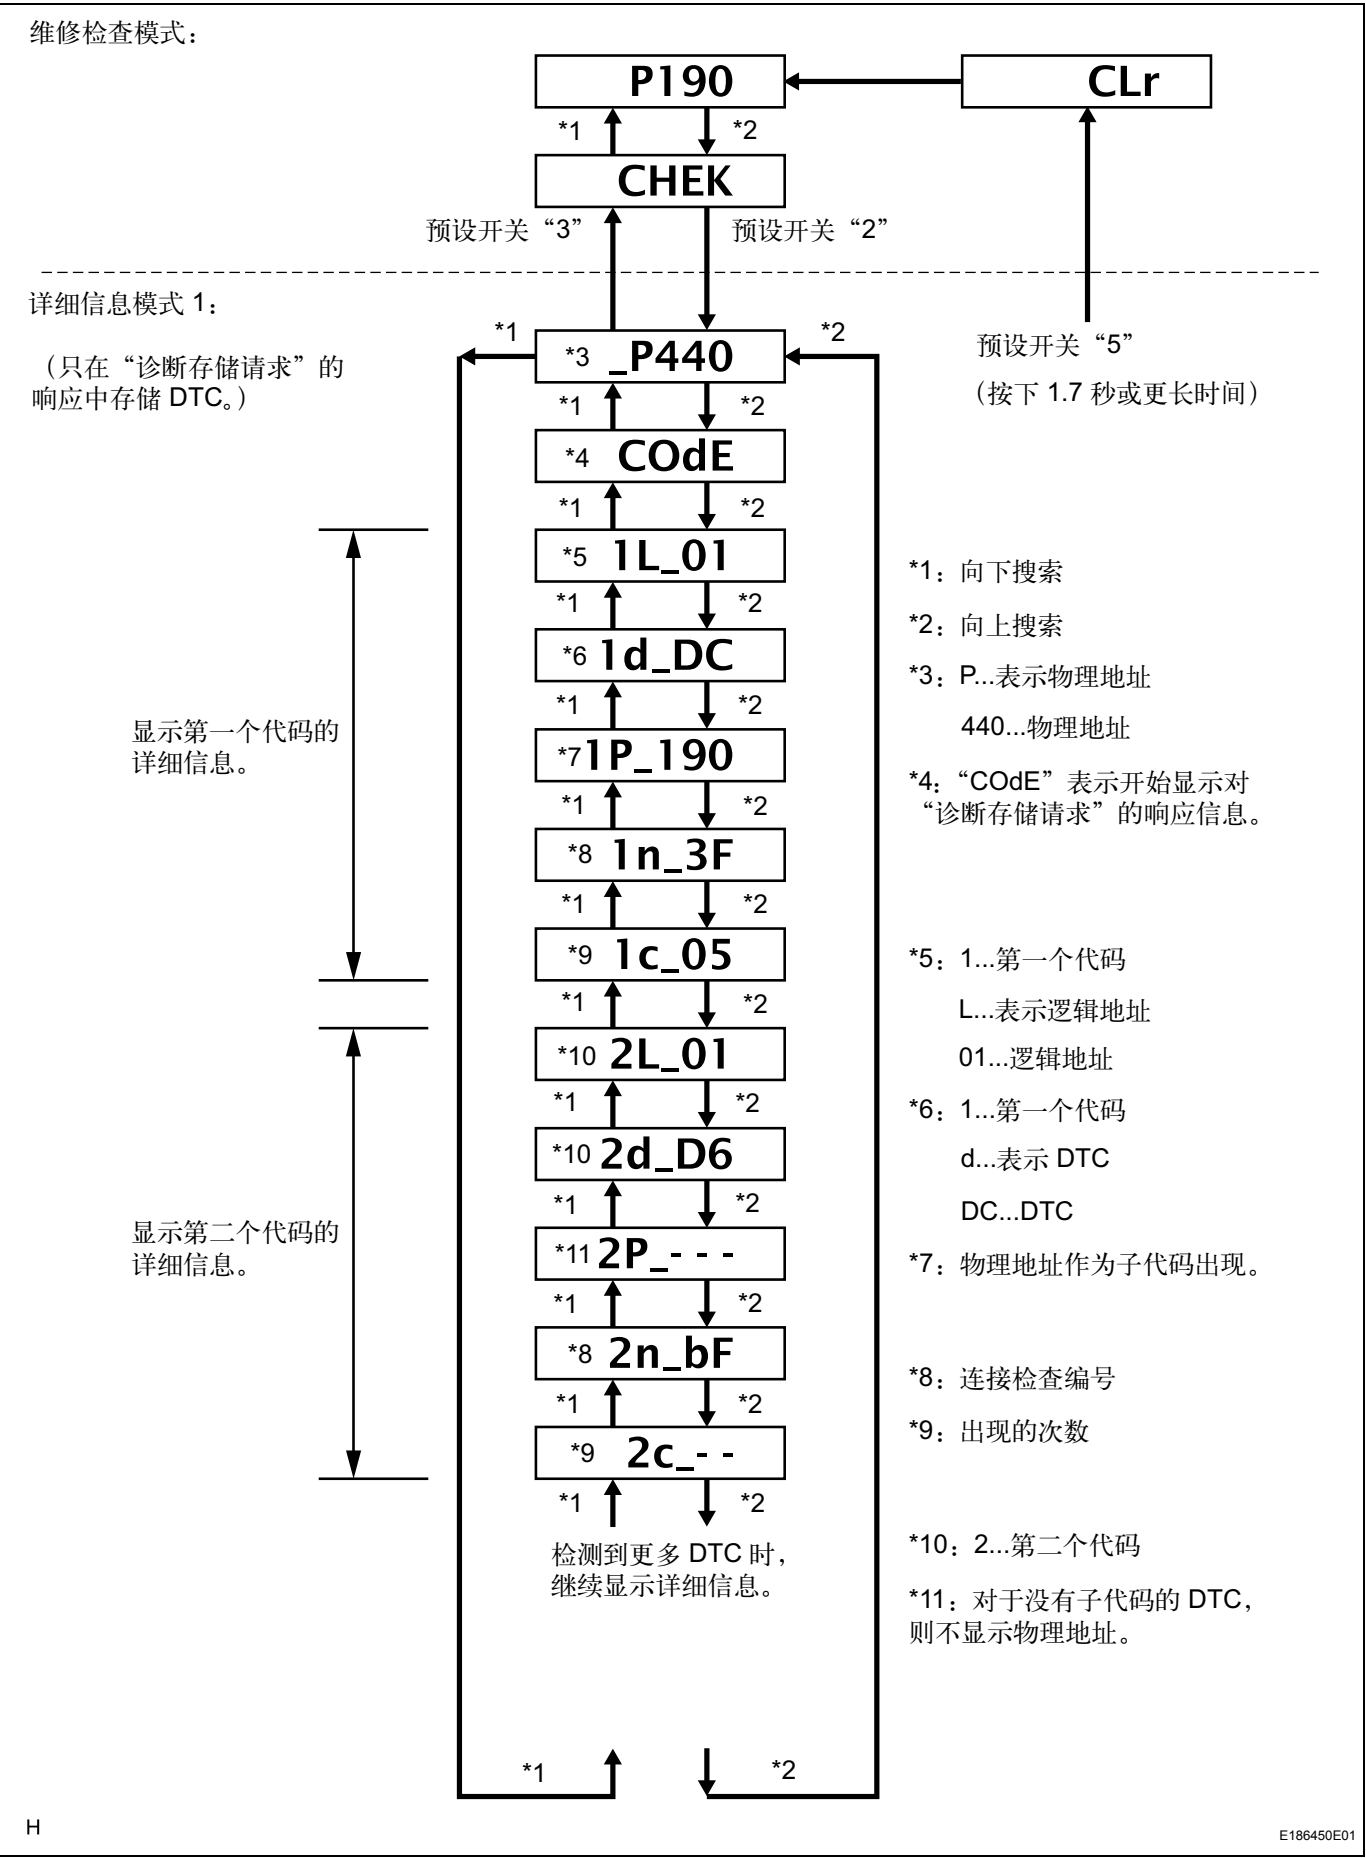 维修检查模式：
P190
CLr
*1
*2
CHEK
预设开关“3”
预设开关“2”
详细信息模式 1：
*1
*3 _P440
*2
预设开关“5”
（只在“诊断存储请求”的
响应中存储 DTC。）
（按下 1.7 秒或更长时间）
*1
*2
*4 COdE
*1
*2
*5 1L_01
*1
*2
*6 1d_DC
*1
*2
显示第一个代码的
详细信息。
*7 1P_190
*1
*2
*8 1n_3F
*1
*2
*9 1c_05
*1
*2
*10 2L_01
*1
*2
*10 2d_D6
*1
*2
显示第二个代码的
详细信息。
*11 2P_- - -
*1
*2
*8 2n_bF
*1
*2
*9 2c_- -
*1
*2
检测到更多 DTC 时，
继续显示详细信息。
*1
*2
*1：向下搜索
*2：向上搜索
*3：P...表示物理地址
440...物理地址
*4：“COdE”表示开始显示对
“诊断存储请求”的响应信息。
*5：1...第一个代码
L...表示逻辑地址
01...逻辑地址
*6：1...第一个代码
d...表示 DTC
DC...DTC
*7：物理地址作为子代码出现。
*8：连接检查编号
*9：出现的次数
*10：2...第二个代码
*11：对于没有子代码的 DTC，
则不显示物理地址。
H
E186450E01